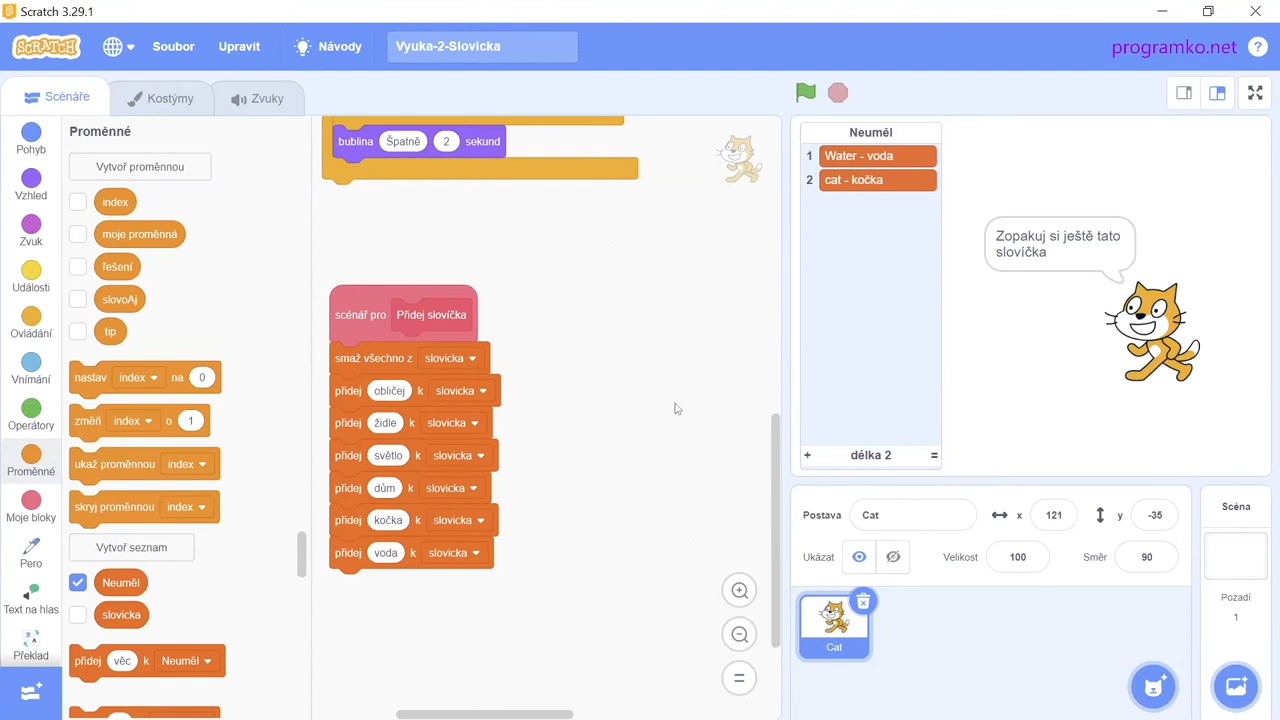 Scratch 3.29.1
SCRATCH
Soubor
Upravit
Návody
Vyuka-2-Slovicka
programko.net
?
Scénáře
Kostýmy
Zvuky
Pohyb
Vzhled
Zvuk
Události
Ovládání
Vnímání
Operátory
Proměnné
Moje bloky
Pero
Text na hlas
Překlad
Proměnné
Vytvoř proměnnou
index
moje proměnná
řešení
slovoAj
tip
nastav index na 0
změň index o 1
ukaž proměnnou index
skryj proměnnou index
Vytvoř seznam
Neuměl
slovicka
přidej věc k Neuměl
bublina Špatně 2 sekund
scénář pro Přidej slovíčka
smaž všechno z slovicka
přidej obličej k slovicka
přidej židle k slovicka
přidej světlo k slovicka
přidej dům k slovicka
přidej kočka k slovicka
přidej voda k slovicka
Neuměl
1 Water - voda
2 cat - kočka
+ délka 2 =
Zopakuj si ještě tato
slovíčka
Postava Cat x 121 y -35
Ukázat Velikost 100 Směr 90
Cat
Scéna
Pozadí
1